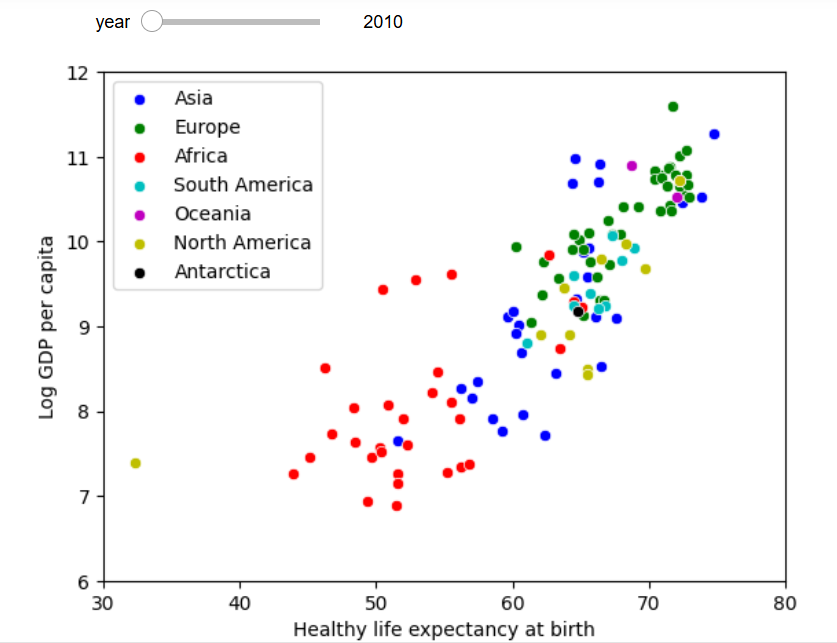 year 2010
12
11
10
9
8
7
6
Log GDP per capita
Asia
Europe
Africa
South America
Oceania
North America
Antarctica
30 40 50 60 70 80
Healthy life expectancy at birth